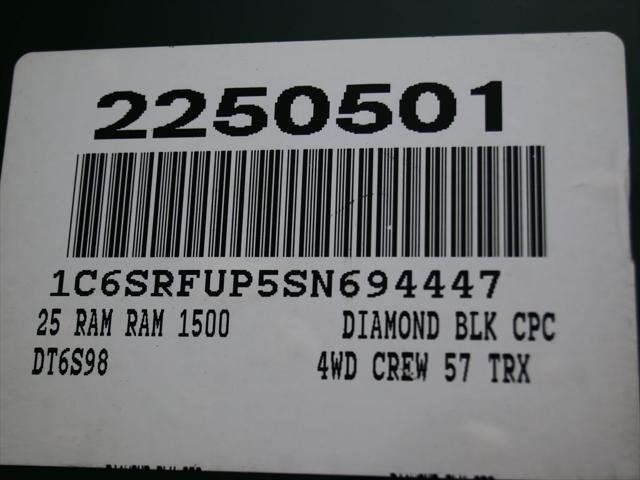 2250501
1C6SRFUP5SN694447
25 RAM RAM 1500 DIAMOND BLK CPC
DT6S98 4WD CREW 57 TRX